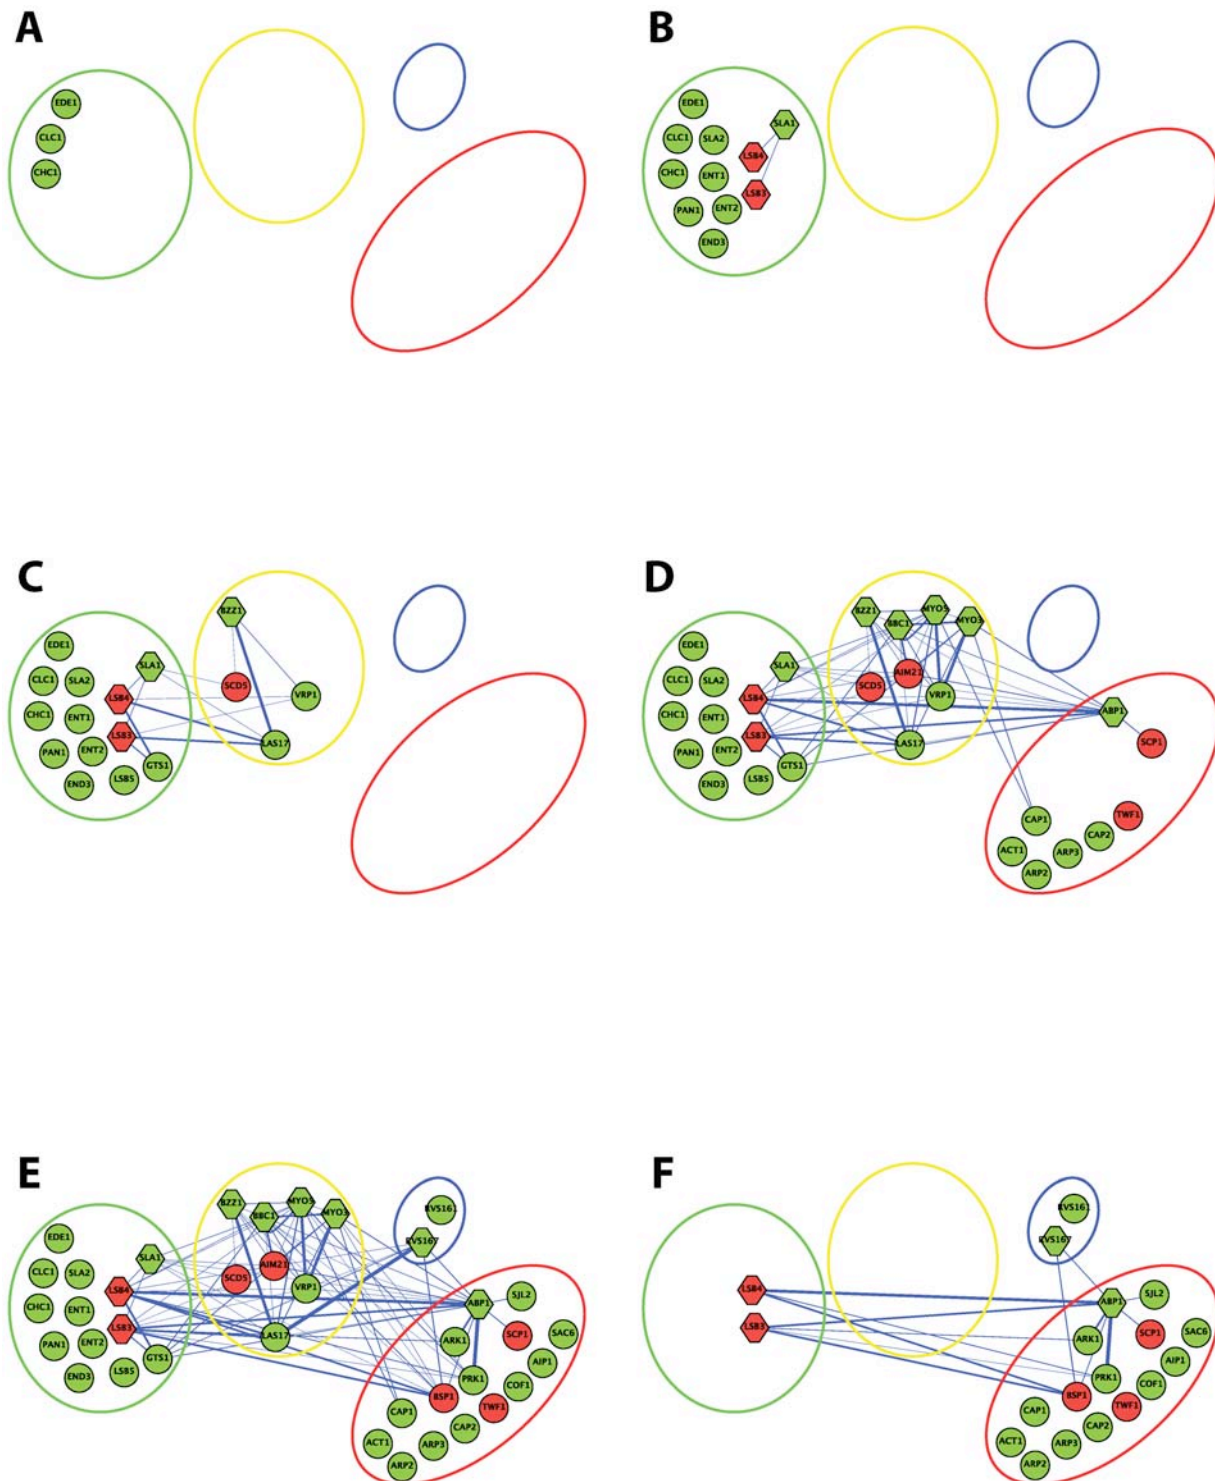 A
EDE1
CLC1
CHC1
B
EDE1
SLA1
CLC1
SLA2
LSB4
CHC1
ENT1
LSB3
PAN1
ENT2
END3
C
BZZ1
EDE1
SLA1
CLC1
SLA2
SCD5
LSB4
VRP1
CHC1
ENT1
LSB3
LAS17
PAN1
ENT2
GTS1
LSB5
END3
D
BZZ1
MYO5
BBC1
MYO3
EDE1
SLA1
AIM21
CLC1
SLA2
SCD5
LSB4
VRP1
ABP1
CHC1
ENT1
LSB3
LAS17
SCP1
PAN1
ENT2
GTS1
LSB5
END3
TWF1
CAP1
CAP2
ACT1
ARP3
ARP2
E
BZZ1
MYO5
BBC1
MYO3
RVS161
EDE1
RVS167
SLA1
AIM21
CLC1
SLA2
SCD5
LSB4
VRP1
SJL2
ABP1
CHC1
ENT1
LSB3
LAS17
SCP1
SAC6
ARK1
PAN1
ENT2
GTS1
AIP1
LSB5
END3
PRK1
COF1
BSP1
TWF1
CAP1
CAP2
ACT1
ARP3
ARP2
F
RVS161
RVS167
LSB4
SJL2
ABP1
LSB3
SCP1
SAC6
ARK1
AIP1
PRK1
COF1
BSP1
TWF1
CAP1
CAP2
ACT1
ARP3
ARP2